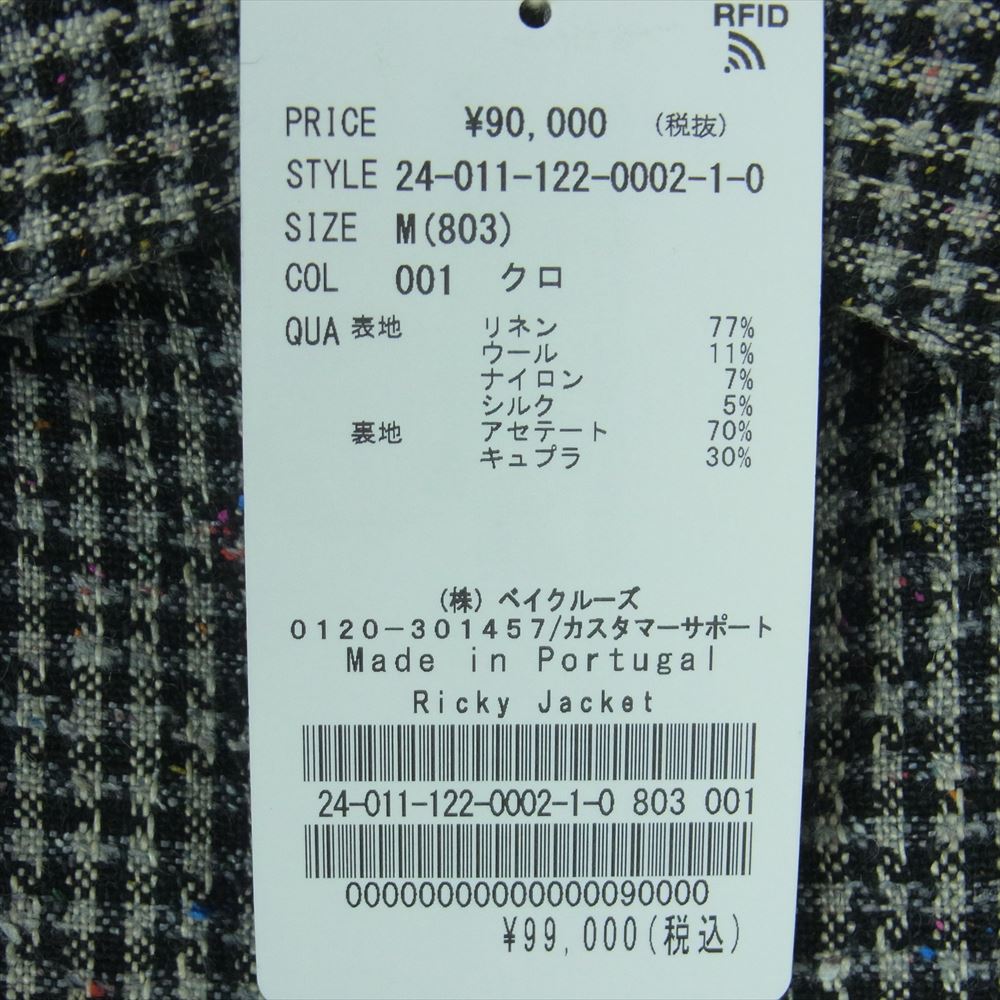 RFID
PRICE ¥90,000 (税抜)
STYLE 24-011-122-0002-1-0
SIZE M(803)
COL 001 クロ
QUA 表地 リネン 77%
ウール 11%
ナイロン 7%
シルク 5%
裏地 アセテート 70%
キュプラ 30%
(株) ベイクルーズ
0120-301457/カスタマーサポート
Made in Portugal
Ricky Jacket
24-011-122-0002-1-0 803 001
00000000000000090000
¥99,000(税込)